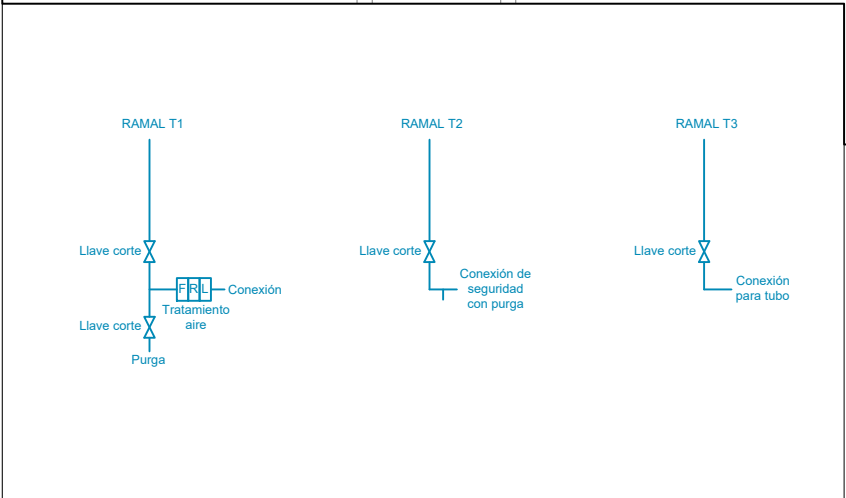 RAMAL T1
RAMAL T2
RAMAL T3
Llave corte
Llave corte
Llave corte
F R L
Conexión
Tratamiento
aire
Llave corte
Purga
Conexión de
seguridad
con purga
Conexión
para tubo